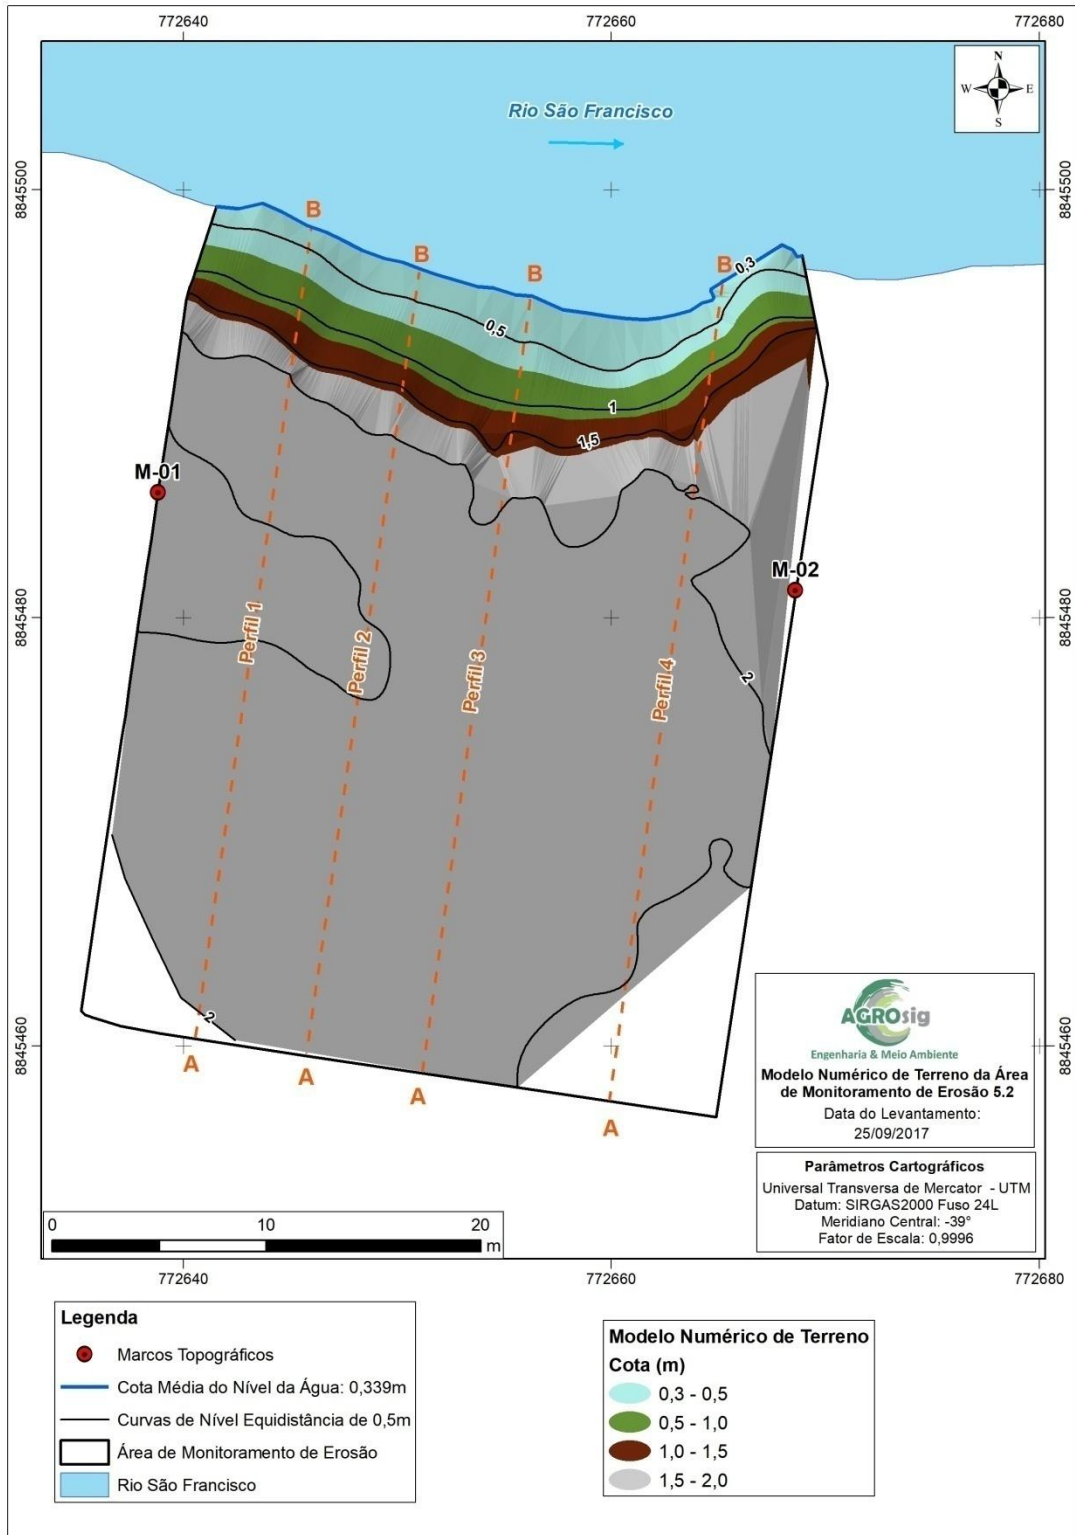 772640
772660
772680
N
W
E
S
Rio São Francisco
8845500
8845500
B
B
B
B
0,3
0,5
1
1,5
M-01
M-02
8845480
8845480
Perfil 1
Perfil 2
Perfil 3
Perfil 4
2
2
8845460
8845460
A
A
A
A
AGROsig
Engenharia & Meio Ambiente
Modelo Numérico de Terreno da Área
de Monitoramento de Erosão 5.2
Data do Levantamento:
25/09/2017
Parâmetros Cartográficos
Universal Transversa de Mercator - UTM
Datum: SIRGAS2000 Fuso 24L
Meridiano Central: -39°
Fator de Escala: 0,9996
0
10
20
m
772640
772660
772680
Legenda
Marcos Topográficos
Cota Média do Nível da Água: 0,339m
Curvas de Nível Equidistância de 0,5m
Área de Monitoramento de Erosão
Rio São Francisco
Modelo Numérico de Terreno
Cota (m)
0,3 - 0,5
0,5 - 1,0
1,0 - 1,5
1,5 - 2,0